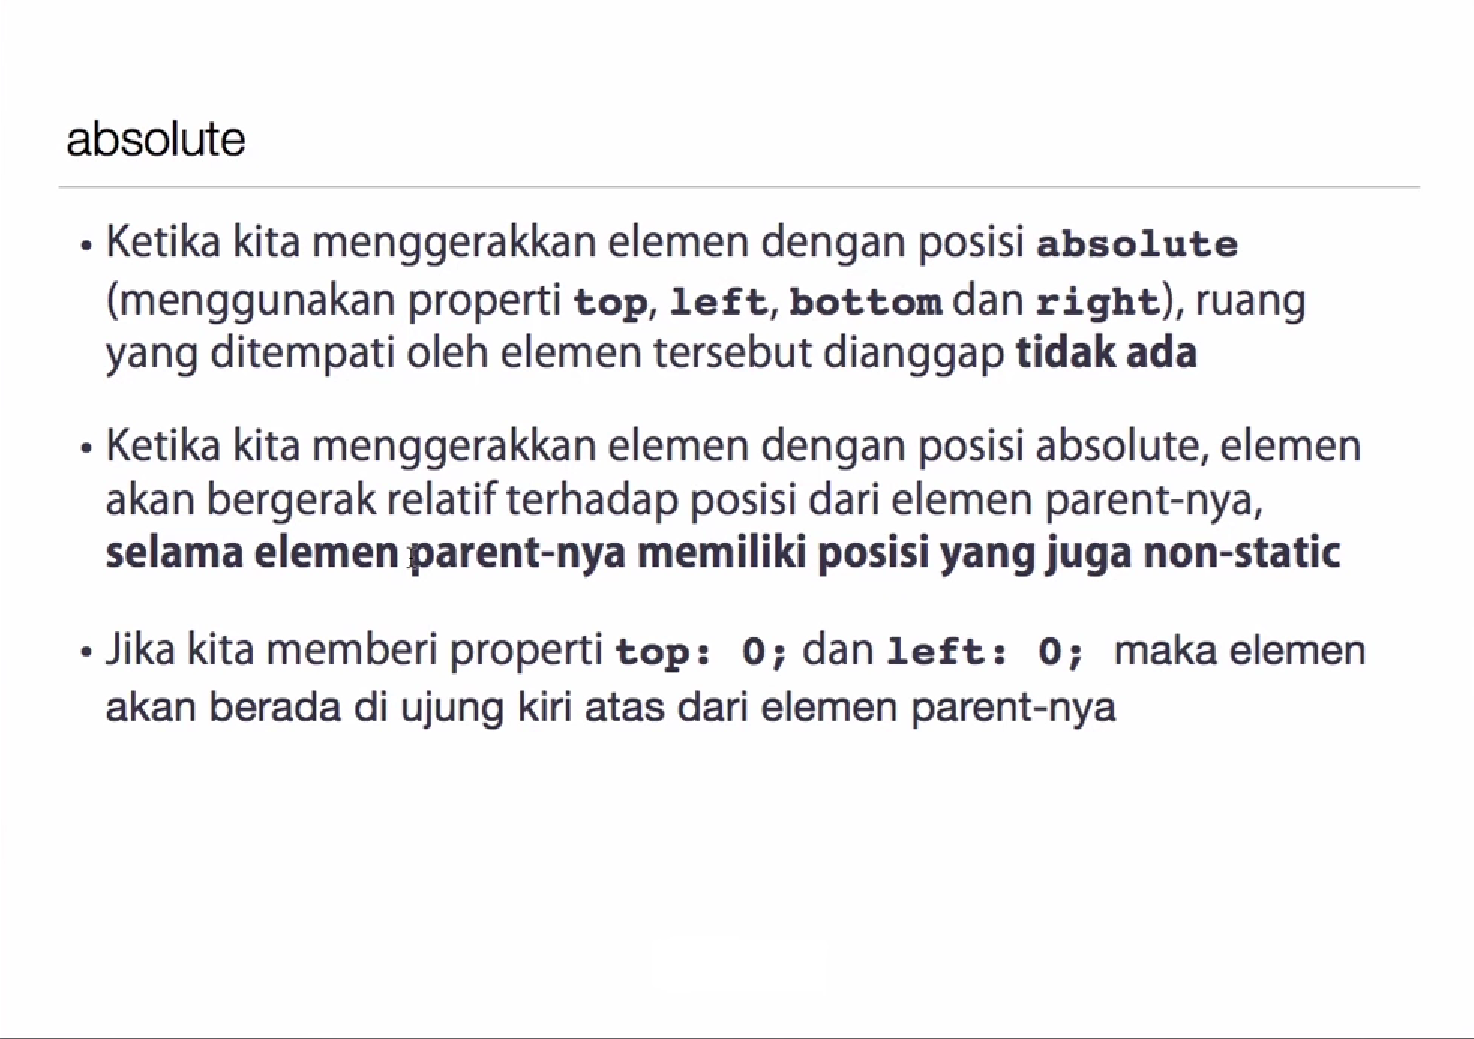 absolute
• Ketika kita menggerakkan elemen dengan posisi absolute
(menggunakan properti top, left, bottom dan right), ruang
yang ditempati oleh elemen tersebut dianggap tidak ada
• Ketika kita menggerakkan elemen dengan posisi absolute, elemen
akan bergerak relatif terhadap posisi dari elemen parent-nya,
selama elemen parent-nya memiliki posisi yang juga non-static
• Jika kita memberi properti top: 0; dan left: 0; maka elemen
akan berada di ujung kiri atas dari elemen parent-nya